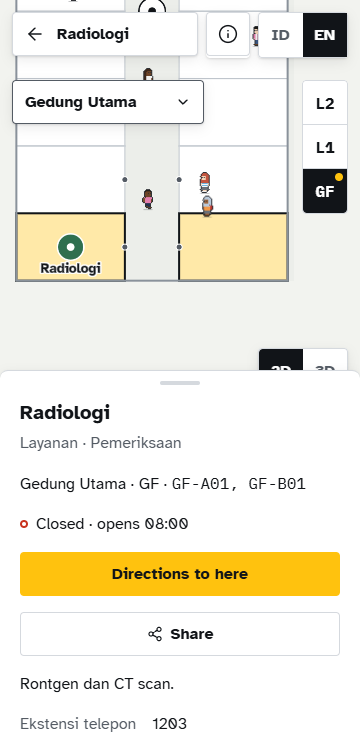 Radiologi
ID
EN
Gedung Utama
L2
L1
GF
Radiologi
Radiologi
Layanan · Pemeriksaan
Gedung Utama · GF · GF-A01, GF-B01
Closed · opens 08:00
Directions to here
Share
Rontgen dan CT scan.
Ekstensi telepon 1203